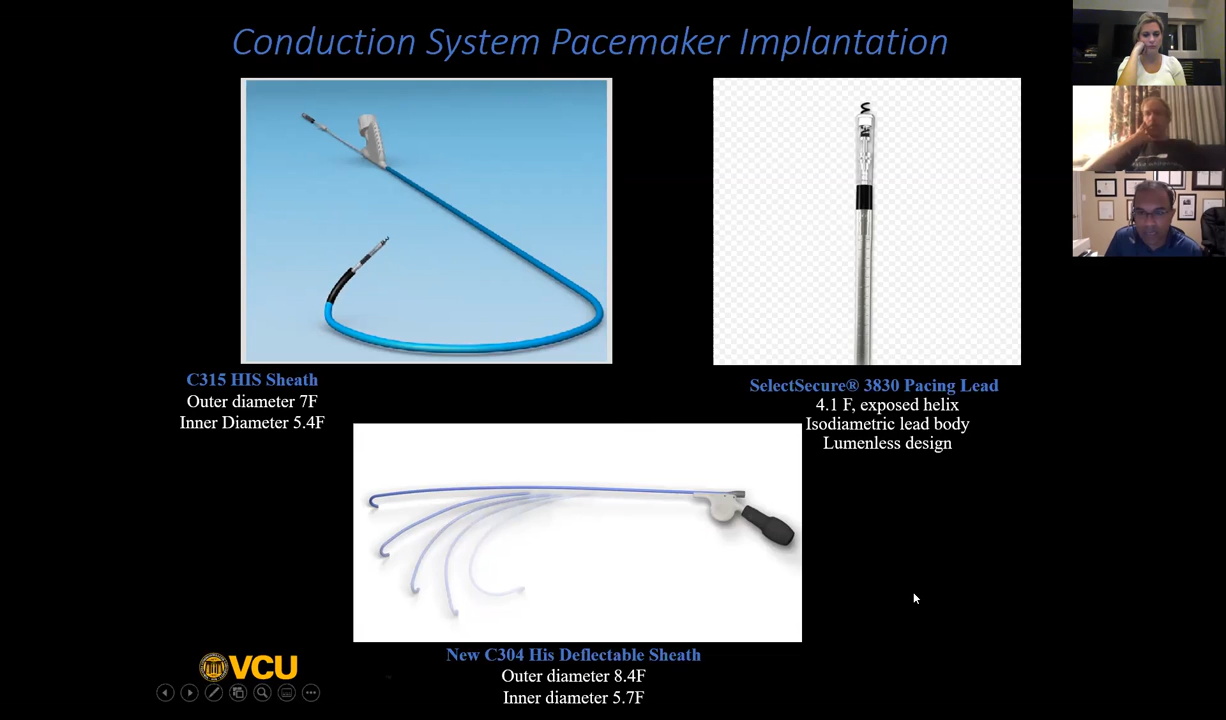 Conduction System Pacemaker Implantation
C315 HIS Sheath
Outer diameter 7F
Inner Diameter 5.4F
SelectSecure® 3830 Pacing Lead
4.1 F, exposed helix
Isodiametric lead body
Lumenless design
New C304 His Deflectable Sheath
Outer diameter 8.4F
Inner diameter 5.7F
VCU